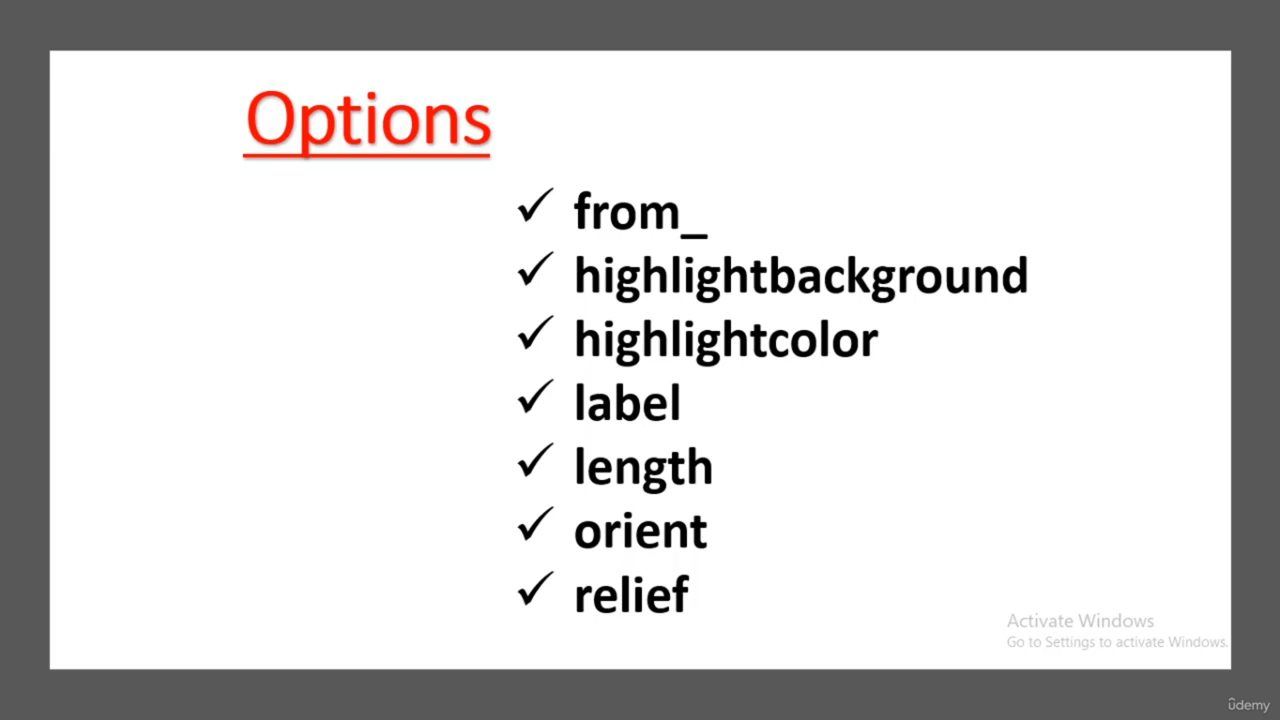 Options
✓ from_
✓ highlightbackground
✓ highlightcolor
✓ label
✓ length
✓ orient
✓ relief
Activate Windows
Go to Settings to activate Windows.
ûdemy